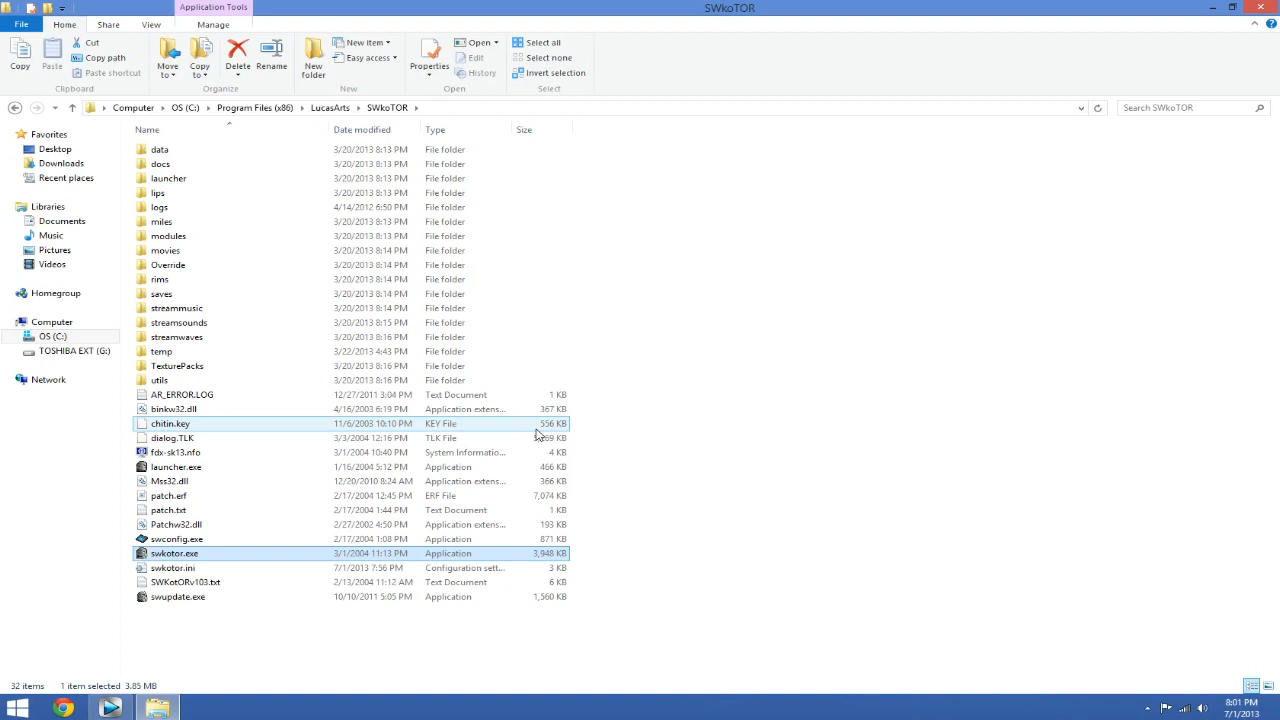 Application Tools
SWkoTOR
File Home Share View Manage
Copy Paste Cut Copy path Paste shortcut Clipboard
Move to Copy to Delete Rename Organize
New folder New item Easy access New
Properties Open Edit History Open
Select all Select none Invert selection Select
Computer OS (C:) Program Files (x86) LucasArts SWkoTOR
Search SWkoTOR
Favorites
Desktop
Downloads
Recent places
Libraries
Documents
Music
Pictures
Videos
Homegroup
Computer
OS (C:)
TOSHIBA EXT (G:)
Network
Name Date modified Type Size
data 3/20/2013 8:13 PM File folder
docs 3/20/2013 8:13 PM File folder
launcher 3/20/2013 8:13 PM File folder
lips 3/20/2013 8:13 PM File folder
logs 4/14/2012 6:50 PM File folder
miles 3/20/2013 8:13 PM File folder
modules 3/20/2013 8:13 PM File folder
movies 3/20/2013 8:14 PM File folder
Override 3/20/2013 8:14 PM File folder
rims 3/20/2013 8:14 PM File folder
saves 3/20/2013 8:14 PM File folder
streammusic 3/20/2013 8:14 PM File folder
streamsounds 3/20/2013 8:15 PM File folder
streamwaves 3/20/2013 8:16 PM File folder
temp 3/22/2013 4:43 PM File folder
TexturePacks 3/20/2013 8:16 PM File folder
utils 3/20/2013 8:16 PM File folder
AR_ERROR.LOG 12/27/2011 3:04 PM Text Document 1 KB
binkw32.dll 4/16/2003 6:19 PM Application extens... 367 KB
chitin.key 11/6/2003 10:10 PM KEY File 556 KB
dialog.TLK 3/3/2004 12:16 PM TLK File KB
fdx-sk13.nfo 3/1/2004 10:40 PM System Informatio... 4 KB
launcher.exe 1/16/2004 5:12 PM Application 466 KB
Mss32.dll 12/20/2010 8:24 AM Application extens... 366 KB
patch.erf 2/17/2004 12:45 PM ERF File 7,074 KB
patch.txt 2/17/2004 1:44 PM Text Document 1 KB
Patchw32.dll 2/27/2002 4:50 PM Application extens... 193 KB
swconfig.exe 2/17/2004 1:08 PM Application 871 KB
swkotor.exe 3/1/2004 11:13 PM Application 3,948 KB
swkotor.ini 7/1/2013 7:56 PM Configuration sett... 3 KB
SWKotORv103.txt 2/13/2004 11:12 AM Text Document 6 KB
swupdate.exe 10/10/2011 5:05 PM Application 1,560 KB
32 items 1 item selected 3.85 MB
8:01 PM
7/1/2013